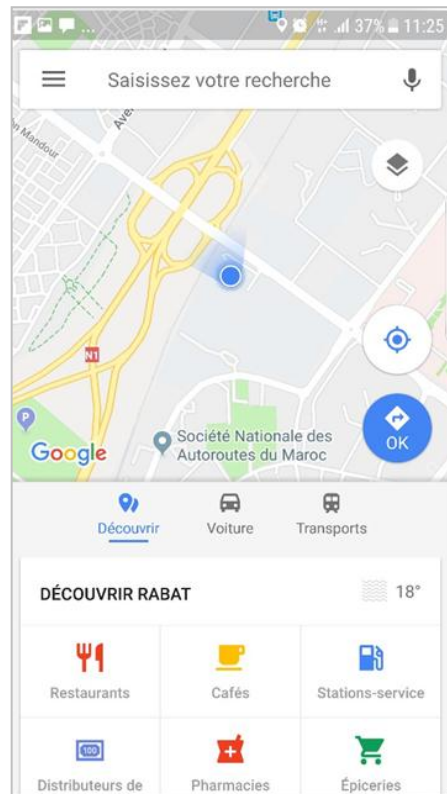 37% 11:25
Saisissez votre recherche
Mandour
N1
P
Google
Société Nationale des
Autoroutes du Maroc
OK
Découvrir Voiture Transports
DÉCOUVRIR RABAT 18°
Restaurants Cafés Stations-service
100
Distributeurs de Pharmacies Épiceries